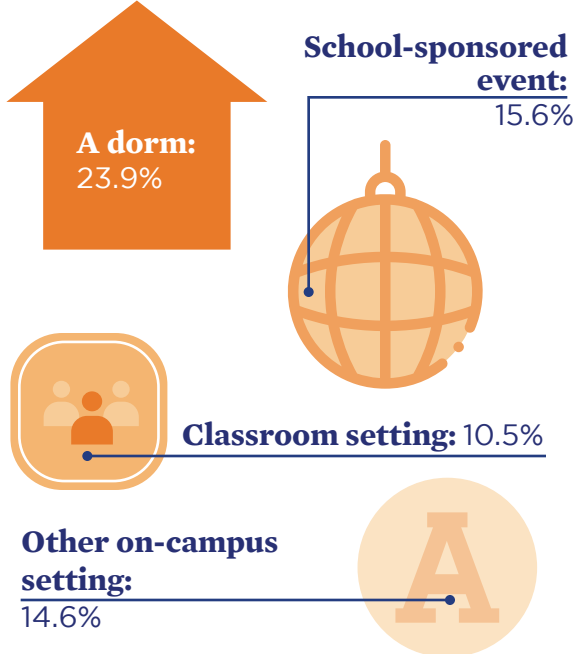 School-sponsored
event:
15.6%
A dorm:
23.9%
Classroom setting: 10.5%
Other on-campus
setting:
14.6%
A